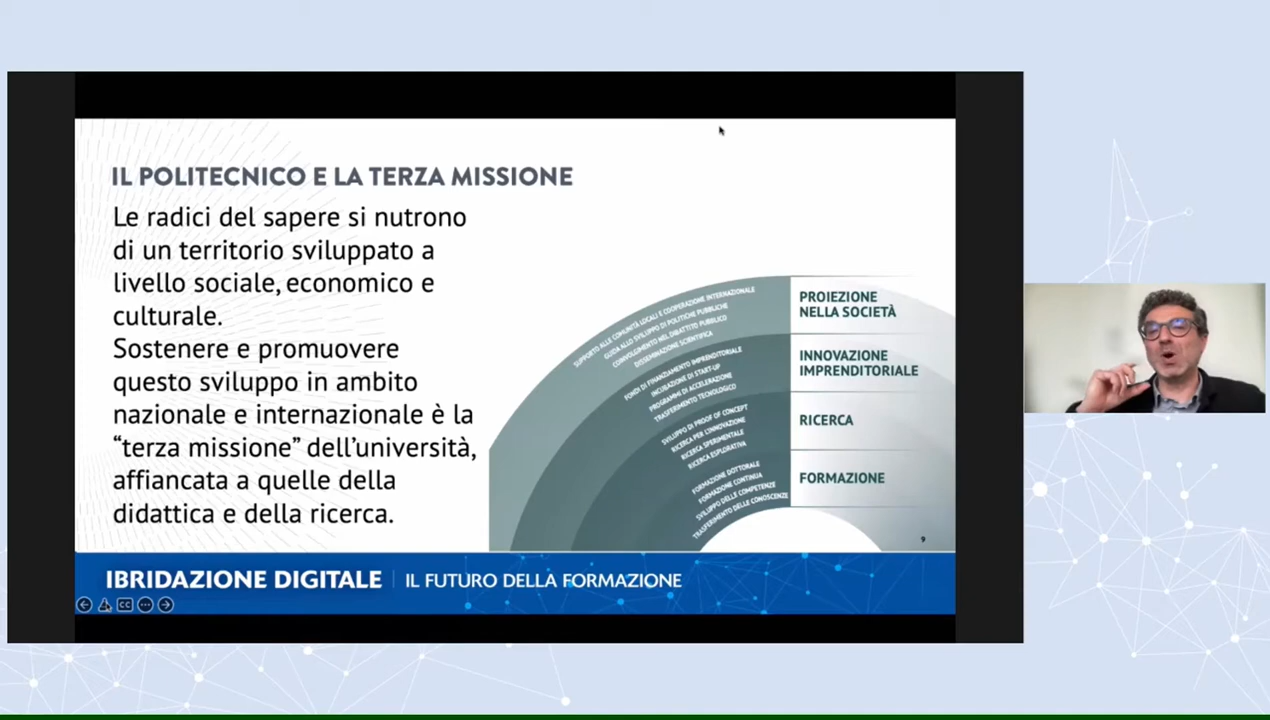 IL POLITECNICO E LA TERZA MISSIONE
Le radici del sapere si nutrono
di un territorio sviluppato a
livello sociale, economico e
culturale.
Sostenere e promuovere
questo sviluppo in ambito
nazionale e internazionale è la
“terza missione” dell’università,
affiancata a quelle della
didattica e della ricerca.
SUPPORTO ALLE COMUNITÀ LOCALI E COOPERAZIONE INTERNAZIONALE
GUIDA ALLO SVILUPPO DI POLITICHE PUBBLICHE
COINVOLGIMENTO NEL DIBATTITO PUBBLICO
DISSEMINAZIONE SCIENTIFICA
PROIEZIONE
NELLA SOCIETÀ
FONDI DI FINANZIAMENTO IMPRENDITORIALE
INCUBAZIONE DI START-UP
PROGRAMMI DI ACCELERAZIONE
TRASFERIMENTO TECNOLOGICO
INNOVAZIONE
IMPRENDITORIALE
SVILUPPO DI PROOF OF CONCEPT
RICERCA PER L'INNOVAZIONE
RICERCA SPERIMENTALE
RICERCA ESPLORATIVA
RICERCA
FORMAZIONE DOTTORALE
FORMAZIONE CONTINUA
SVILUPPO DELLE COMPETENZE
TRASFERIMENTO DELLE CONOSCENZE
FORMAZIONE
9
IBRIDAZIONE DIGITALE | IL FUTURO DELLA FORMAZIONE
CC